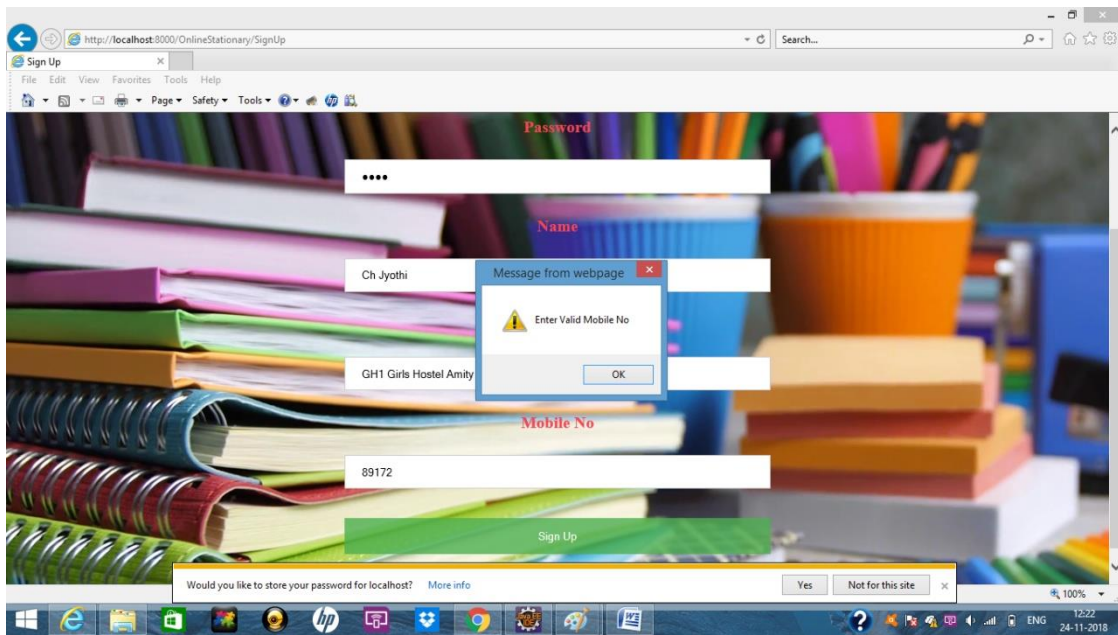 http://localhost:8000/OnlineStationary/SignUp
Search...
Sign Up
File Edit View Favorites Tools Help
Page Safety Tools
Password
••••
Name
Ch Jyothi
Message from webpage
Enter Valid Mobile No
OK
GH1 Girls Hostel Amity
Mobile No
89172
Sign Up
Would you like to store your password for localhost? More info Yes Not for this site
100%
hp
ENG
12:22
24-11-2018